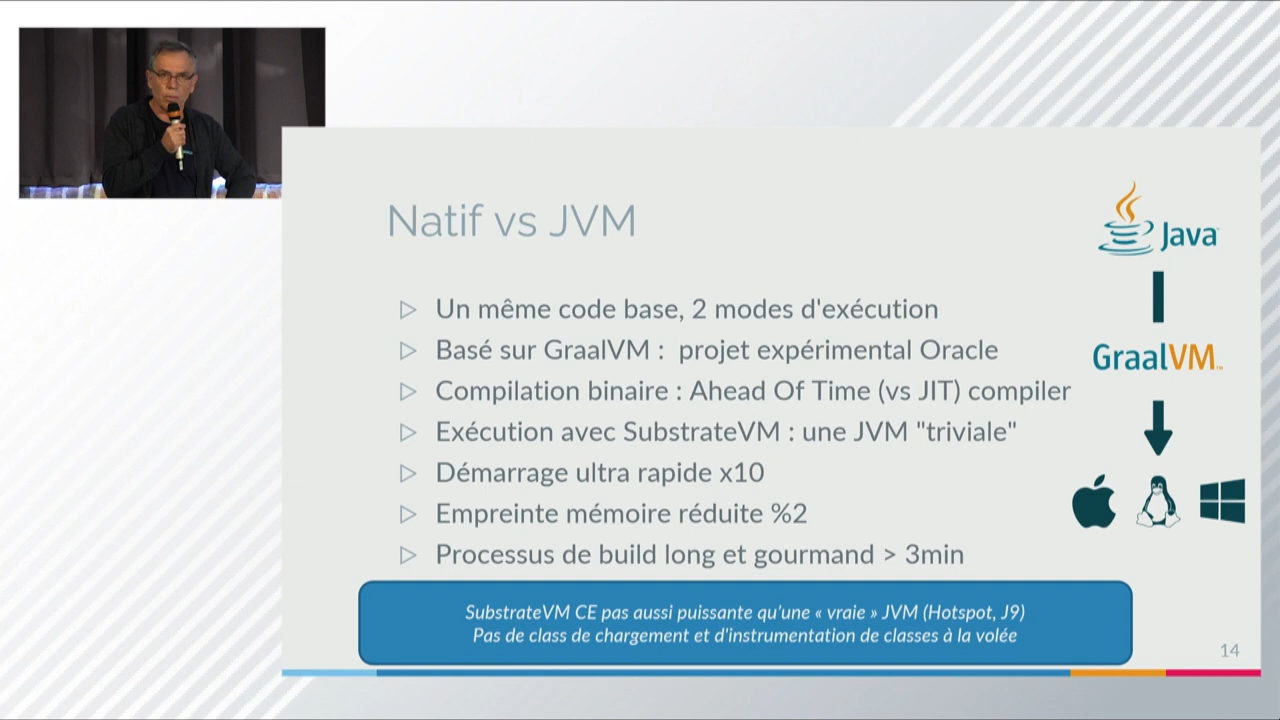 Natif vs JVM
Un même code base, 2 modes d'exécution
Basé sur GraalVM :  projet expérimental Oracle
Compilation binaire : Ahead Of Time (vs JIT) compiler
Exécution avec SubstrateVM : une JVM "triviale"
Démarrage ultra rapide x10
Empreinte mémoire réduite %2
Processus de build long et gourmand > 3min
SubstrateVM CE pas aussi puissante qu'une « vraie » JVM (Hotspot, J9)
Pas de class de chargement et d'instrumentation de classes à la volée
Java
GraalVM™
14